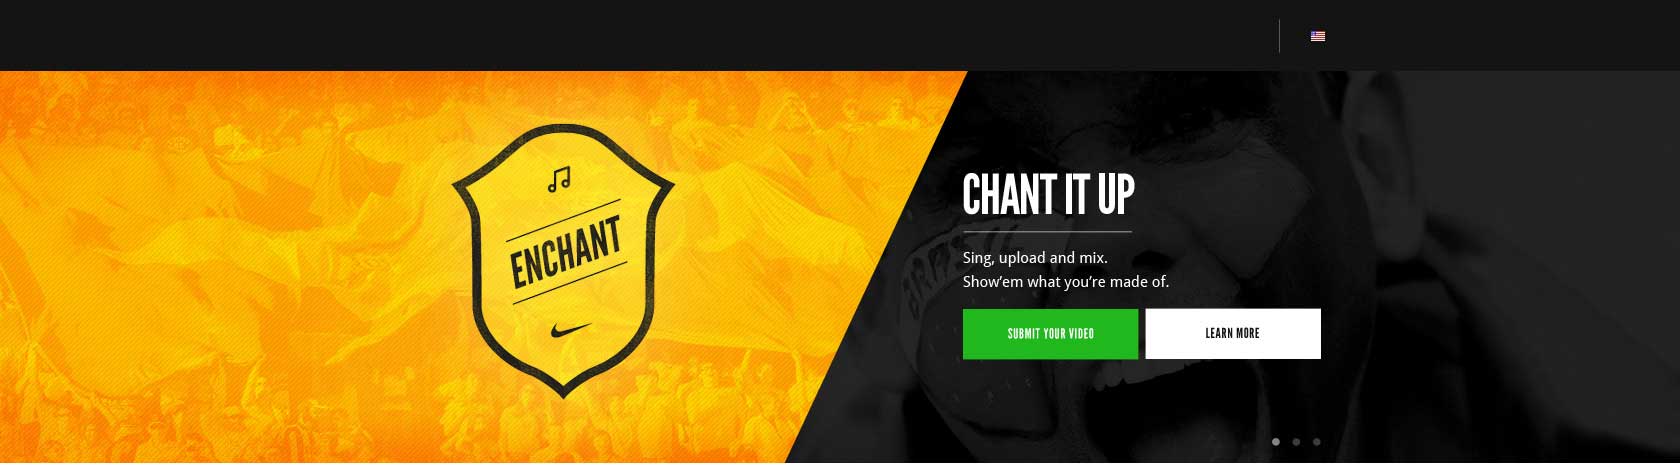 ENCHANT
CHANT IT UP
Sing, upload and mix.
Show’em what you’re made of.
SUBMIT YOUR VIDEO
LEARN MORE